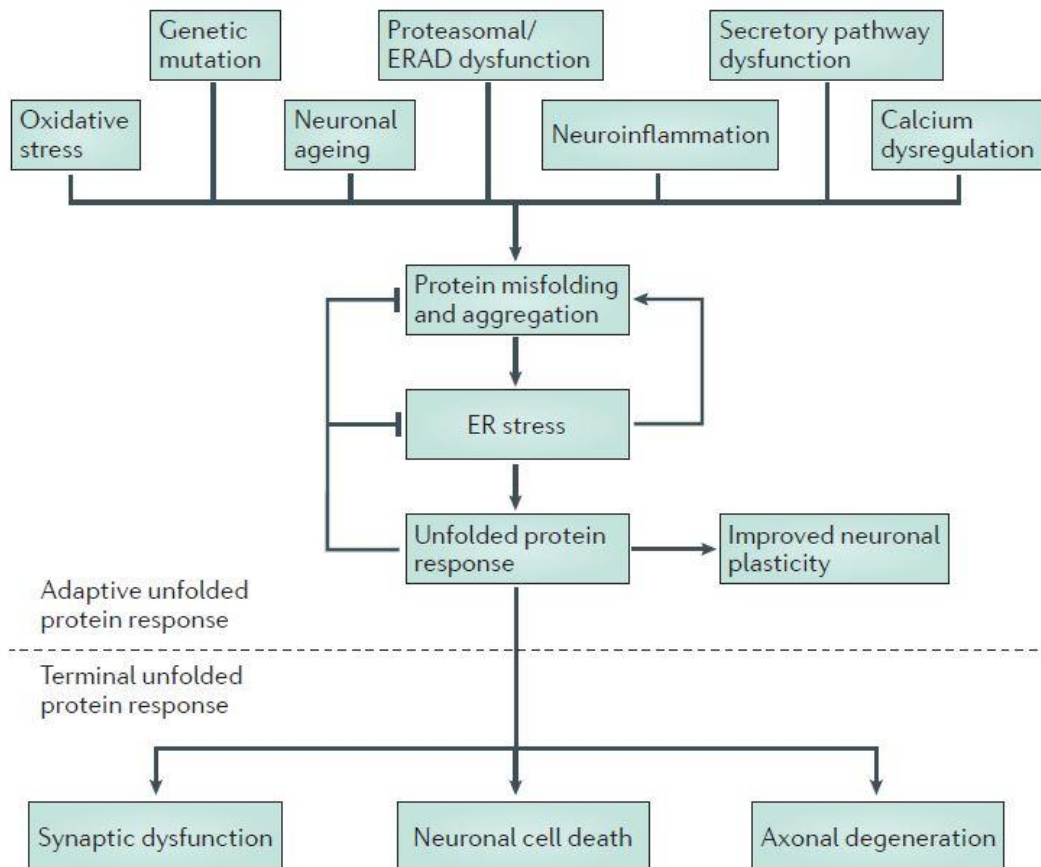 Genetic
mutation
Proteasomal/
ERAD dysfunction
Secretory pathway
dysfunction
Oxidative
stress
Neuronal
ageing
Neuroinflammation
Calcium
dysregulation
Protein misfolding
and aggregation
ER stress
Unfolded protein
response
Improved neuronal
plasticity
Adaptive unfolded
protein response
Terminal unfolded
protein response
Synaptic dysfunction
Neuronal cell death
Axonal degeneration